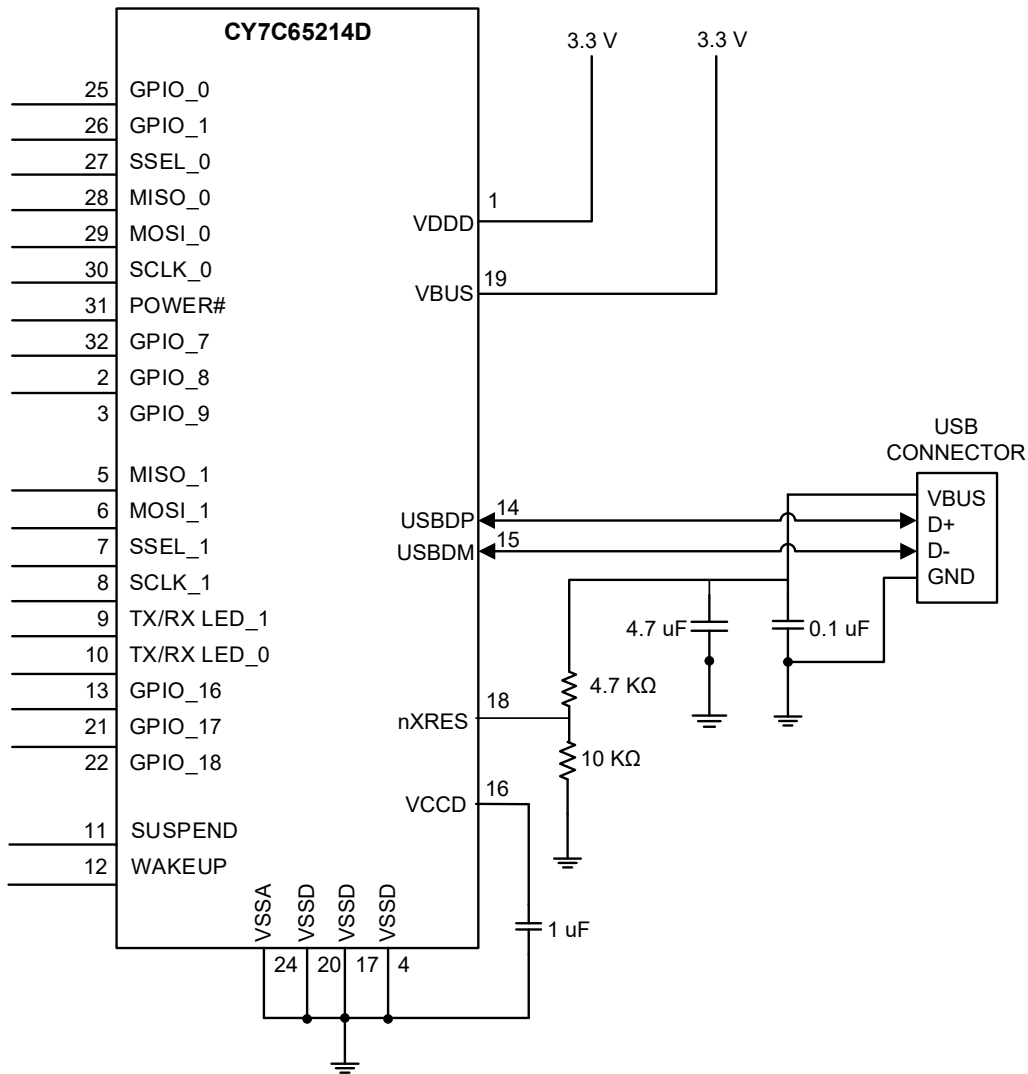 CY7C65214D
3.3 V
3.3 V
25 GPIO_0
26 GPIO_1
27 SSEL_0
28 MISO_0
29 MOSI_0
30 SCLK_0
31 POWER#
32 GPIO_7
2 GPIO_8
3 GPIO_9
5 MISO_1
6 MOSI_1
7 SSEL_1
8 SCLK_1
9 TX/RX LED_1
10 TX/RX LED_0
13 GPIO_16
21 GPIO_17
22 GPIO_18
11 SUSPEND
12 WAKEUP
VDDD 1
VBUS 19
USBDP 14
USBDM 15
nXRES 18
VCCD 16
VSSA
VSSD
VSSD
VSSD
24 20 17 4
USB
CONNECTOR
VBUS
D+
D-
GND
4.7 uF
0.1 uF
4.7 KΩ
10 KΩ
1 uF